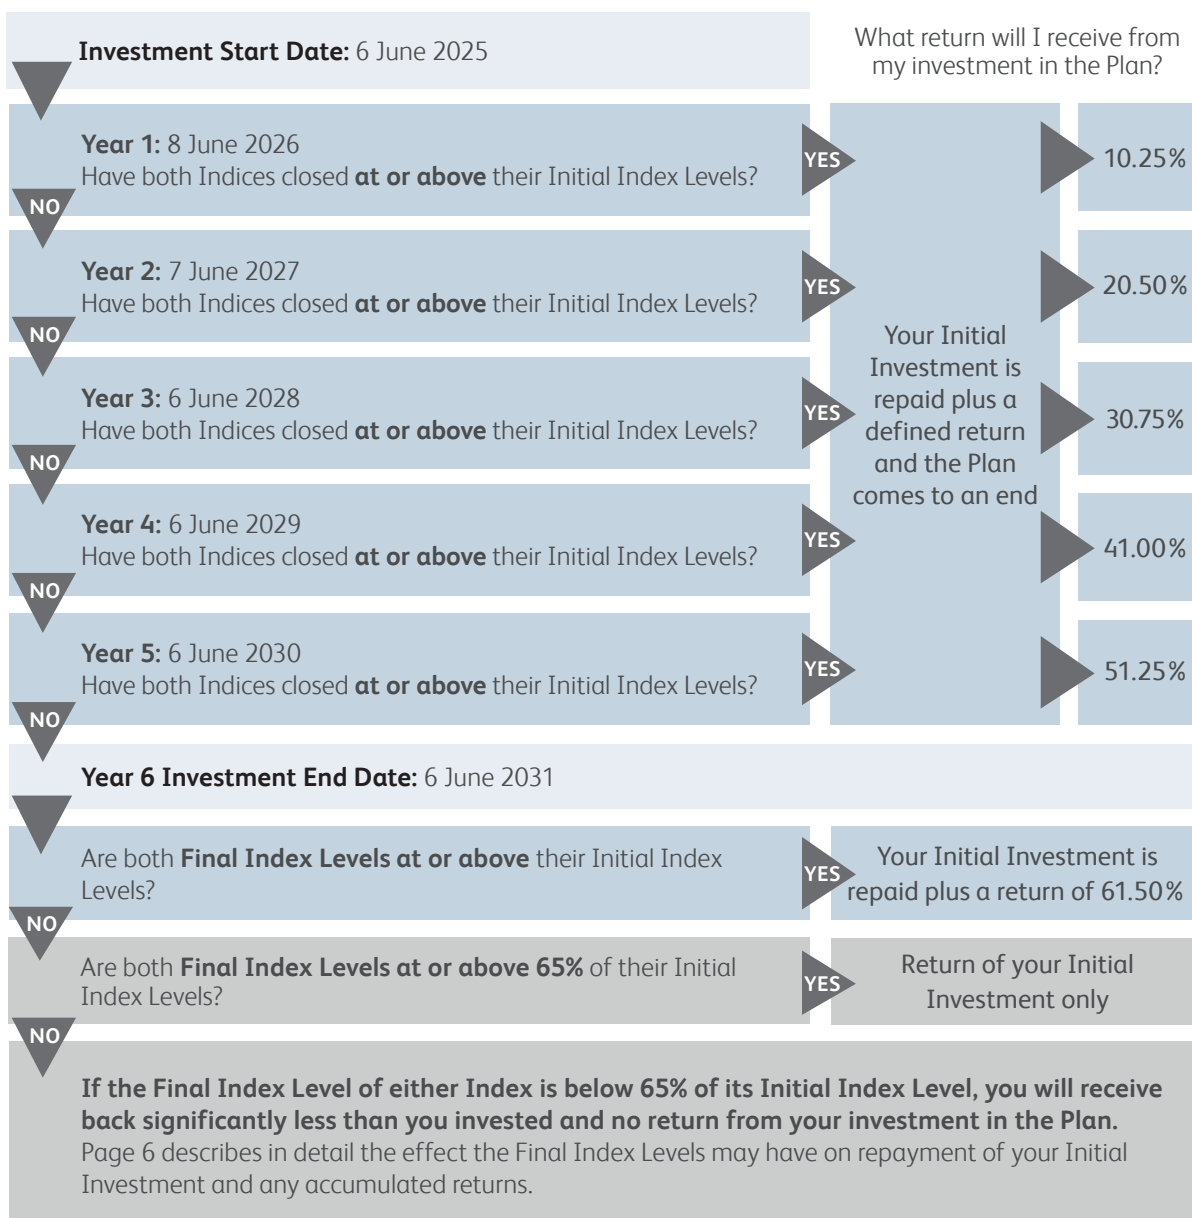 Investment Start Date: 6 June 2025
What return will I receive from
my investment in the Plan?
Year 1: 8 June 2026
Have both Indices closed at or above their Initial Index Levels?
YES
10.25%
NO
Year 2: 7 June 2027
Have both Indices closed at or above their Initial Index Levels?
YES
20.50%
NO
Year 3: 6 June 2028
Have both Indices closed at or above their Initial Index Levels?
YES
30.75%
NO
Year 4: 6 June 2029
Have both Indices closed at or above their Initial Index Levels?
YES
41.00%
NO
Year 5: 6 June 2030
Have both Indices closed at or above their Initial Index Levels?
YES
51.25%
NO
Your Initial
Investment is
repaid plus a
defined return
and the Plan
comes to an end
Year 6 Investment End Date: 6 June 2031
Are both Final Index Levels at or above their Initial Index
Levels?
YES
Your Initial Investment is
repaid plus a return of 61.50%
NO
Are both Final Index Levels at or above 65% of their Initial
Index Levels?
YES
Return of your Initial
Investment only
NO
If the Final Index Level of either Index is below 65% of its Initial Index Level, you will receive
back significantly less than you invested and no return from your investment in the Plan.
Page 6 describes in detail the effect the Final Index Levels may have on repayment of your Initial
Investment and any accumulated returns.